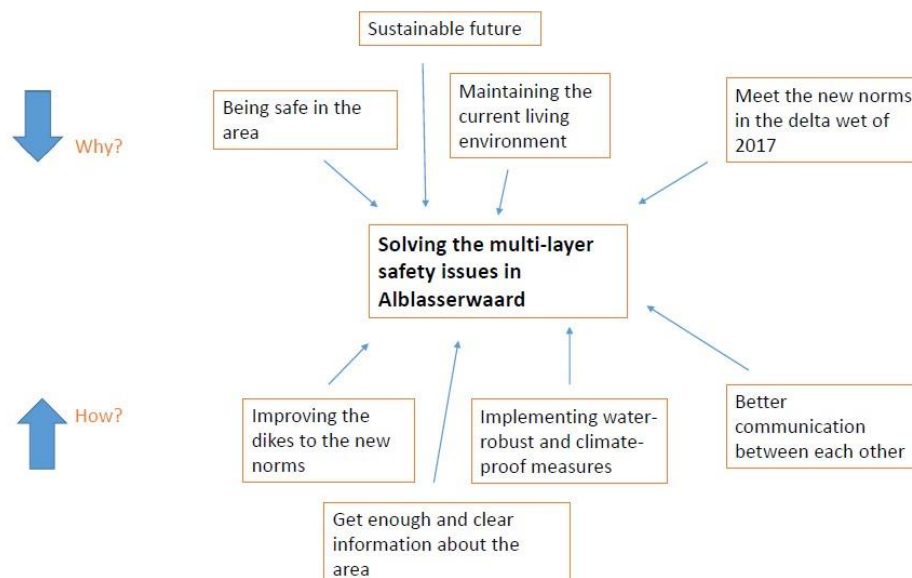 Sustainable future
Being safe in the
area
Maintaining the
current living
environment
Meet the new norms
in the delta wet of
2017
Why?
Solving the multi-layer
safety issues in
Alblasserwaard
How?
Improving the
dikes to the new
norms
Implementing water-
robust and climate-
proof measures
Better
communication
between each other
Get enough and clear
information about the
area